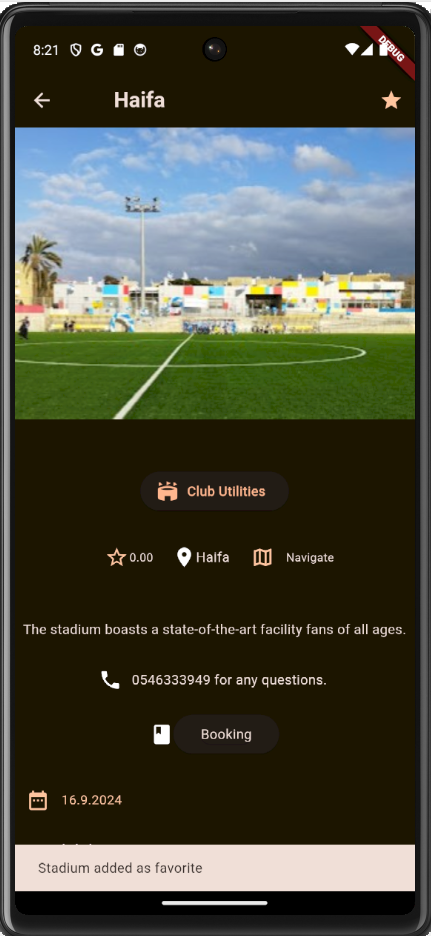 8:21
DEBUG
Haifa
Club Utilities
0.00 Haifa Navigate
The stadium boasts a state-of-the-art facility fans of all ages.
0546333949 for any questions.
Booking
16.9.2024
Stadium added as favorite